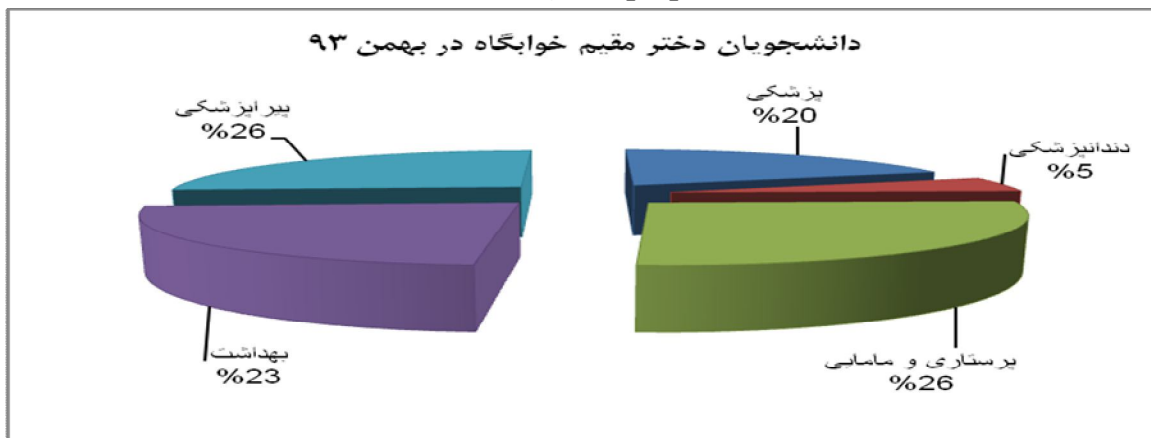 دانشجویان دختر مقیم خوابگاه در بهمن ۹۳
پزشکی
%20
دندانپزشکی
%5
پرستاری و مامایی
%26
بهداشت
%23
پیراپزشکی
%26